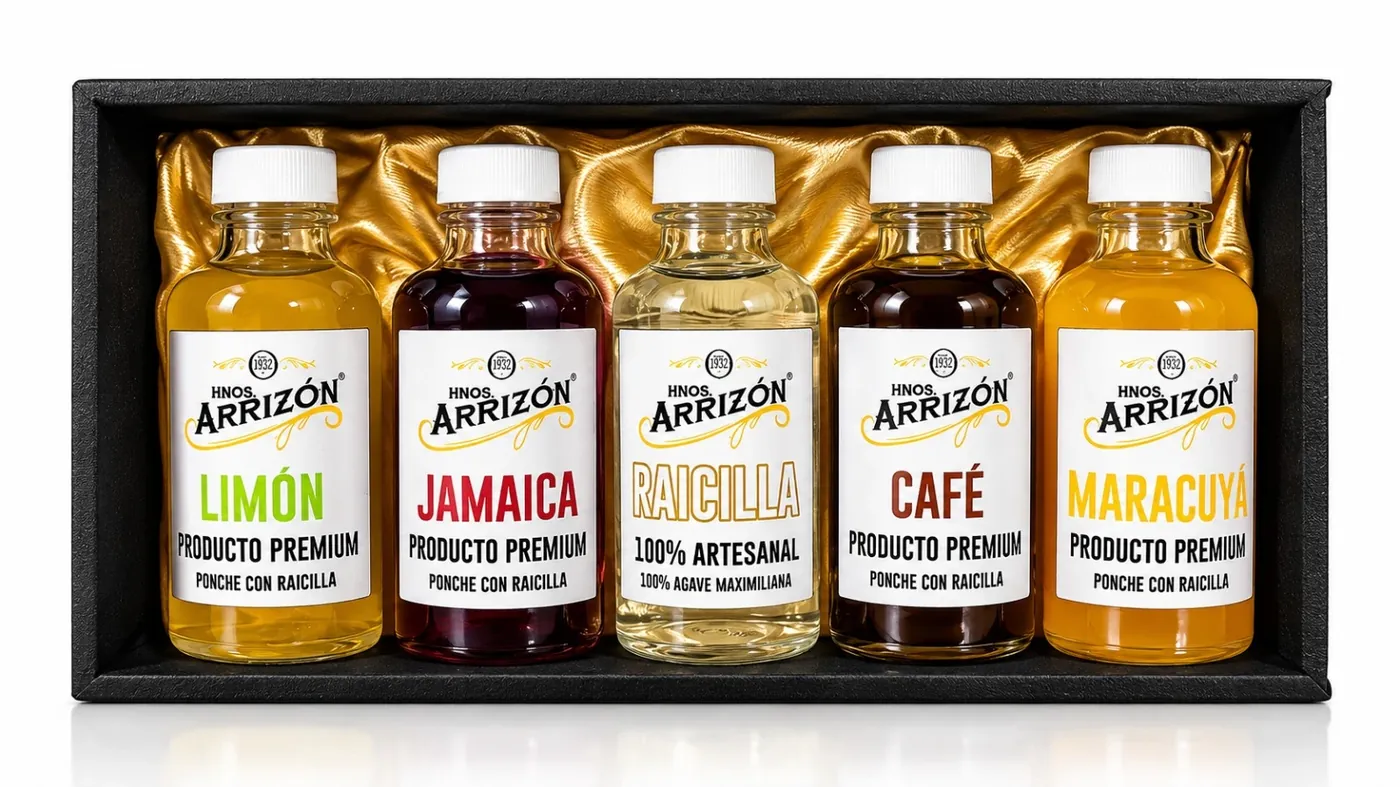 1932
HNOS.
ARRIZÓN®
LIMÓN
PRODUCTO PREMIUM
PONCHE CON RAICILLA
1932
HNOS.
ARRIZÓN®
JAMAICA
PRODUCTO PREMIUM
PONCHE CON RAICILLA
1932
HNOS.
ARRIZÓN®
RAICILLA
100% ARTESANAL
100% AGAVE MAXIMILIANA
1932
HNOS.
ARRIZÓN®
CAFÉ
PRODUCTO PREMIUM
PONCHE CON RAICILLA
1932
HNOS.
ARRIZÓN®
MARACUYÁ
PRODUCTO PREMIUM
PONCHE CON RAICILLA